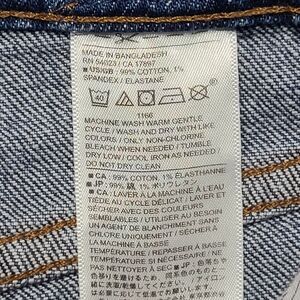 MADE IN BANGLADESH
RN 54023 / CA 17897
■ US/GB : 99% COTTON, 1%
SPANDEX / ELASTANE
40
1166
MACHINE WASH WARM GENTLE
CYCLE / WASH AND DRY WITH LIKE
COLORS / ONLY NON-CHLORINE
BLEACH WHEN NEEDED / TUMBLE
DRY LOW / COOL IRON AS NEEDED /
DO NOT DRY CLEAN
■ CA : 99% COTON, 1% ÉLASTHANNE
■ JP : 99% 綿, 1% ポリウレタン
■ CA : LAVER À LA MACHINE À L'EAU
TIÈDE AU CYCLE DÉLICAT / LAVER ET
SÉCHER AVEC DES COULEURS
SEMBLABLES / UTILISER AU BESOIN
UN AGENT DE BLANCHIMENT SANS
CHLORE UNIQUEMENT / SÉCHER À
LA MACHINE À BASSE
TEMPÉRATURE / REPASSER À BASSE
TEMPÉRATURE SI NÉCESSAIRE / NE
PAS NETTOYER À SEC